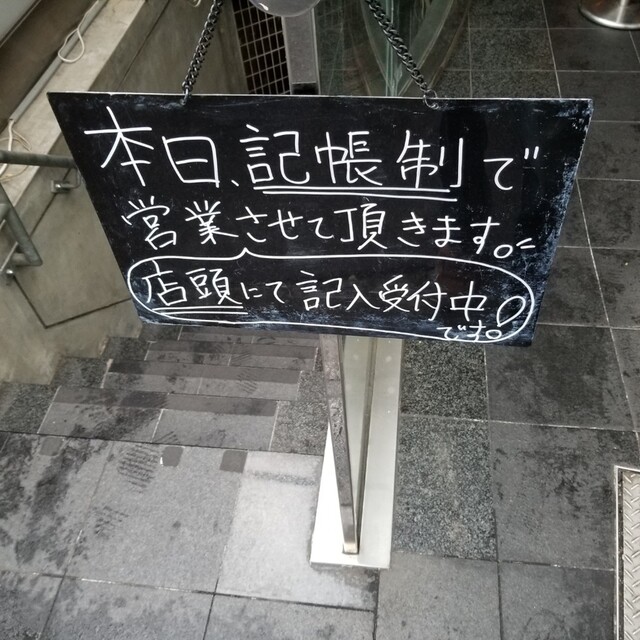 本日、記帳制で
営業させて頂きます。
店頭にて記入受付中
です。